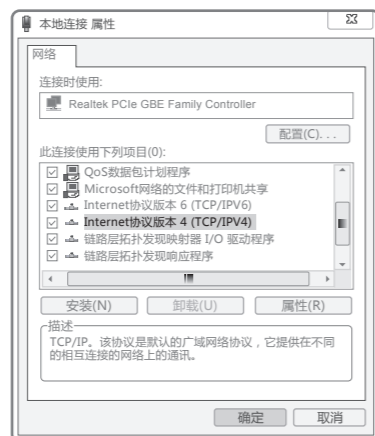 本地连接 属性
网络
连接时使用:
Realtek PCIe GBE Family Controller
配置(C). . .
此连接使用下列项目(0):
QoS数据包计划程序
Microsoft网络的文件和打印机共享
Internet协议版本 6 (TCP/IPV6)
Internet协议版本 4 (TCP/IPV4)
链路层拓扑发现映射器 I/O 驱动程序
链路层拓扑发现响应程序
安装(N)
卸载(U)
属性(R)
描述
TCP/IP。该协议是默认的广域网络协议，它提供在不同
的相互连接的网络上的通讯。
确定
取消